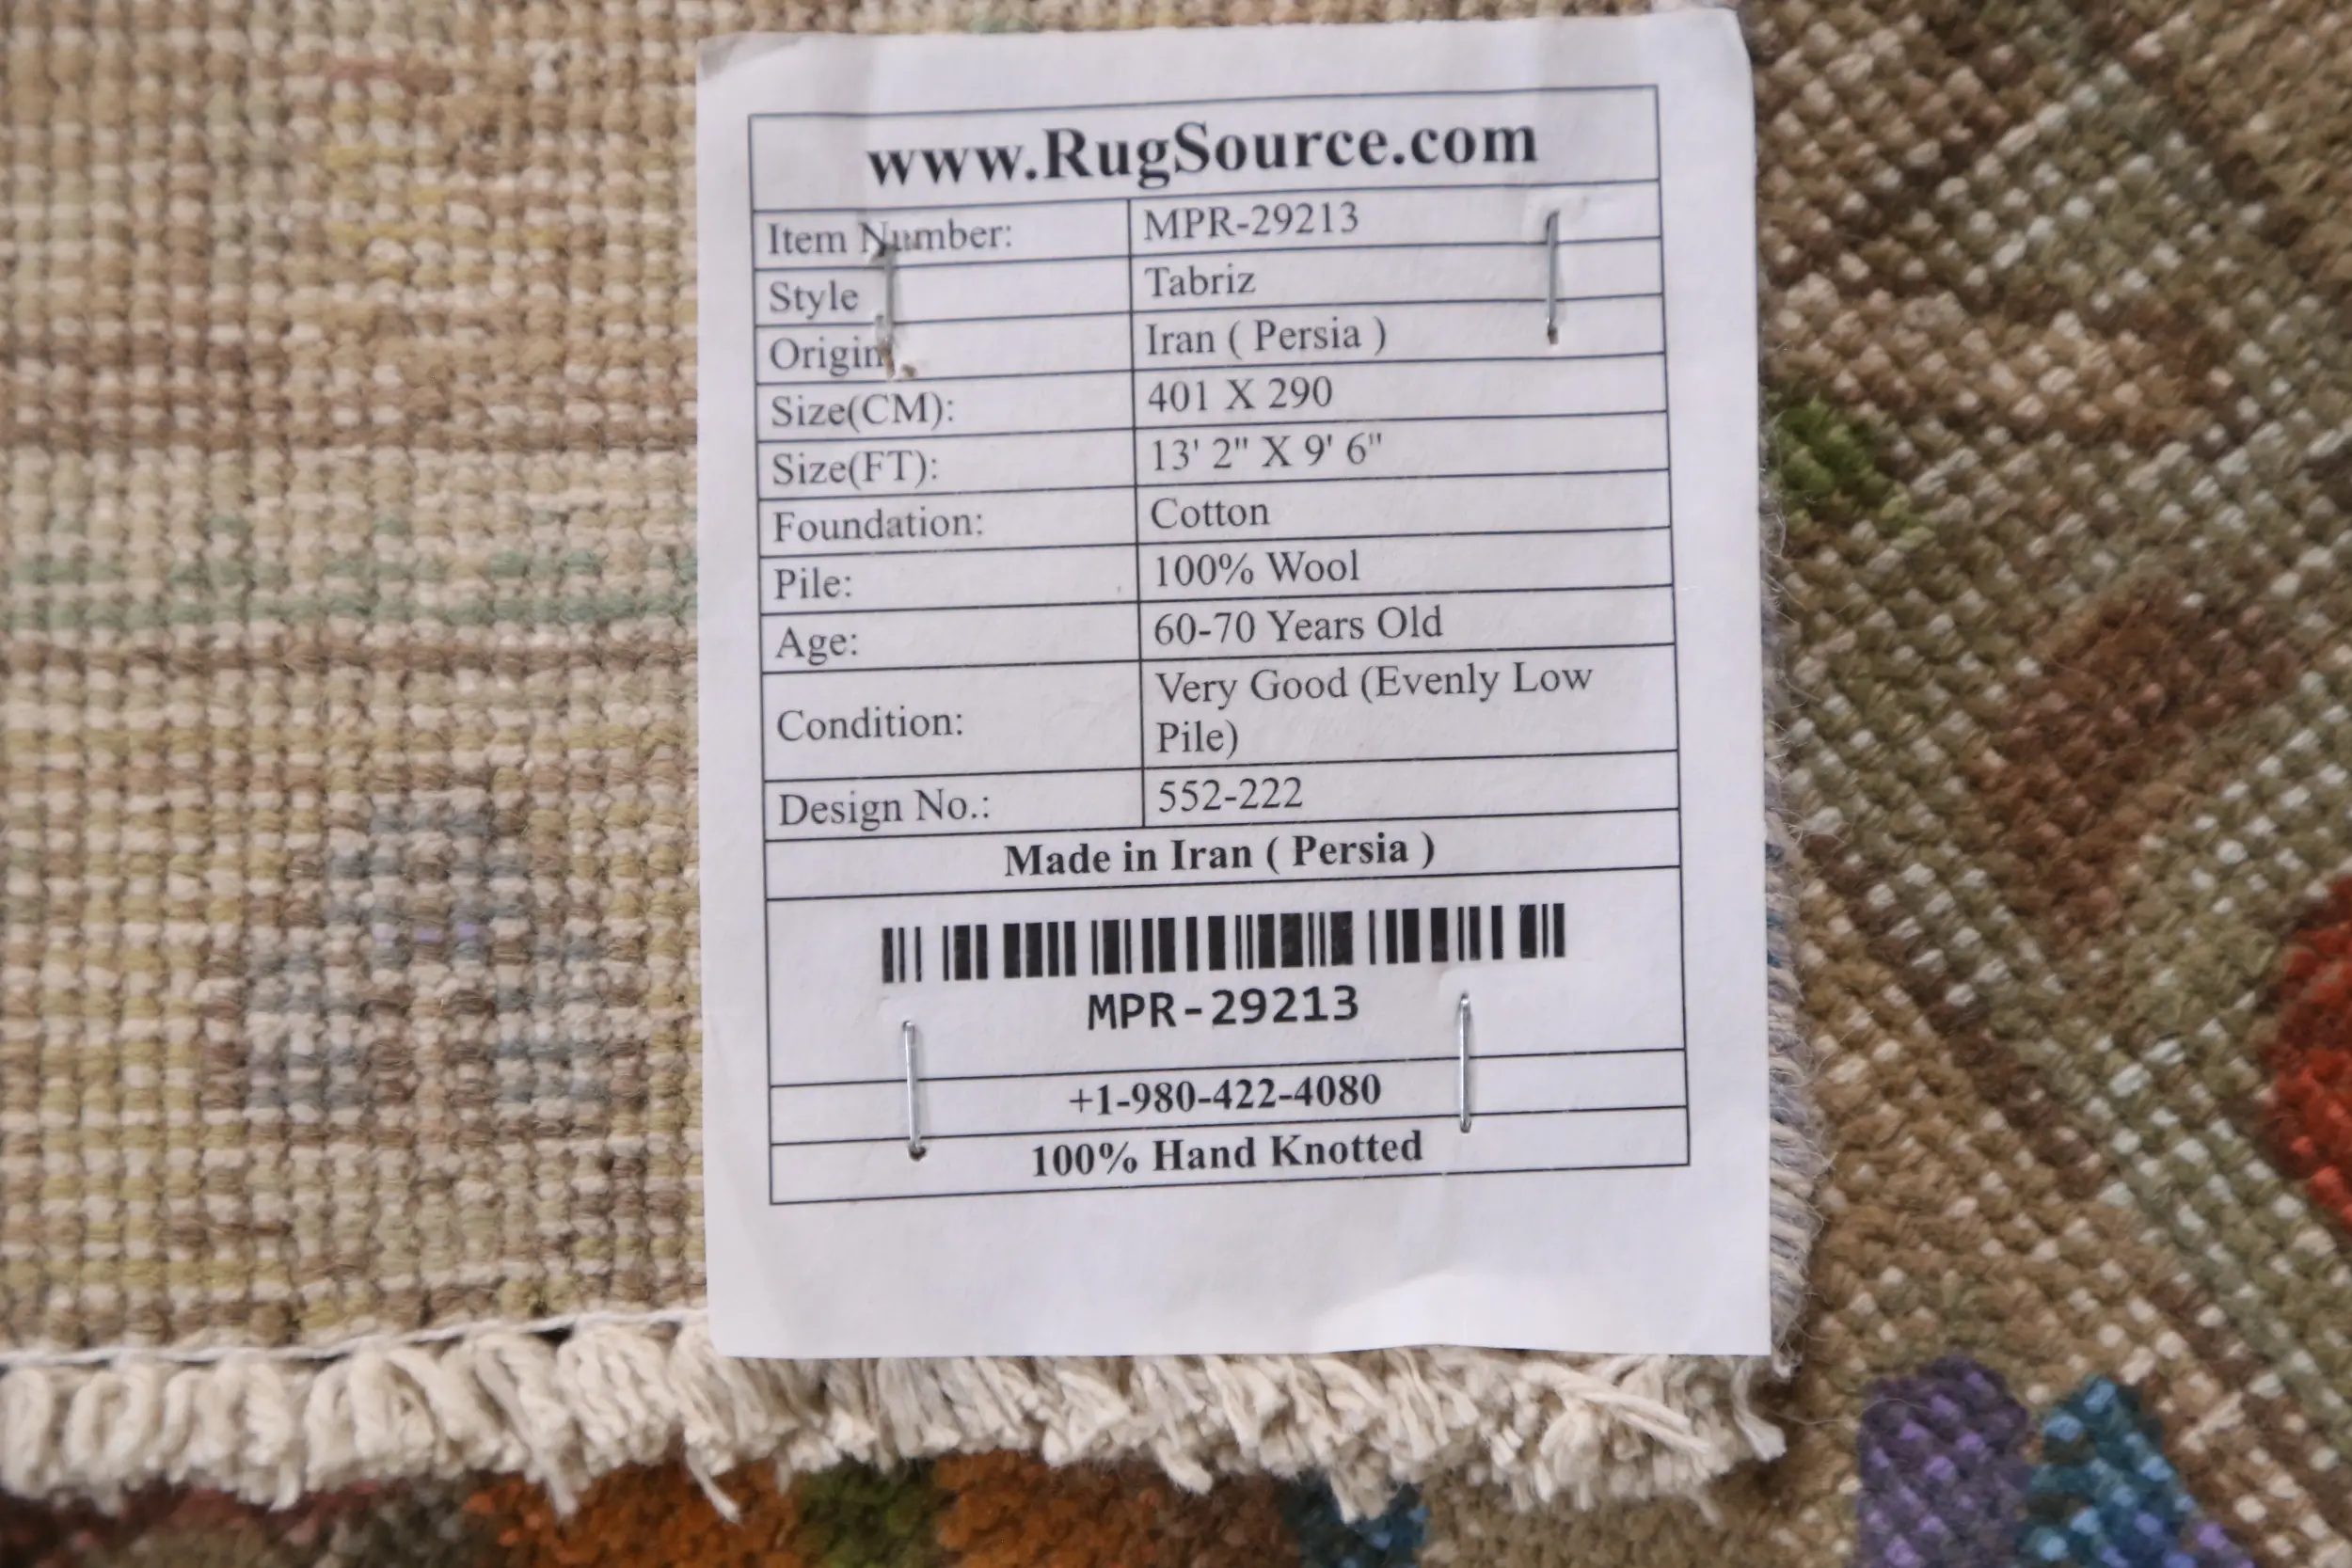 www.RugSource.com
Item Number: MPR-29213
Style Tabriz
Origin Iran ( Persia )
Size(CM): 401 X 290
Size(FT): 13' 2" X 9' 6"
Foundation: Cotton
Pile: 100% Wool
Age: 60-70 Years Old
Condition: Very Good (Evenly Low
Pile)
Design No.: 552-222
Made in Iran ( Persia )
MPR-29213
+1-980-422-4080
100% Hand Knotted